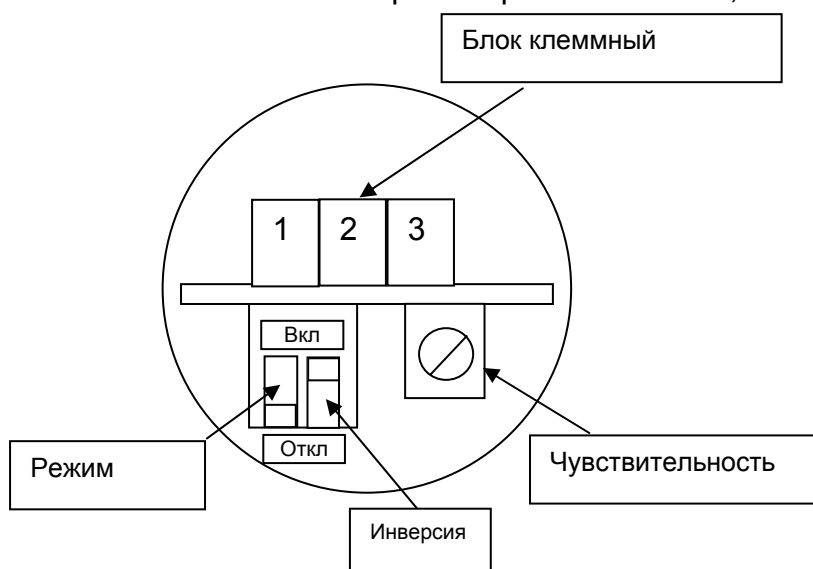 Блок клеммный
1 2 3
Вкл
Откл
Режим
Чувствительность
Инверсия